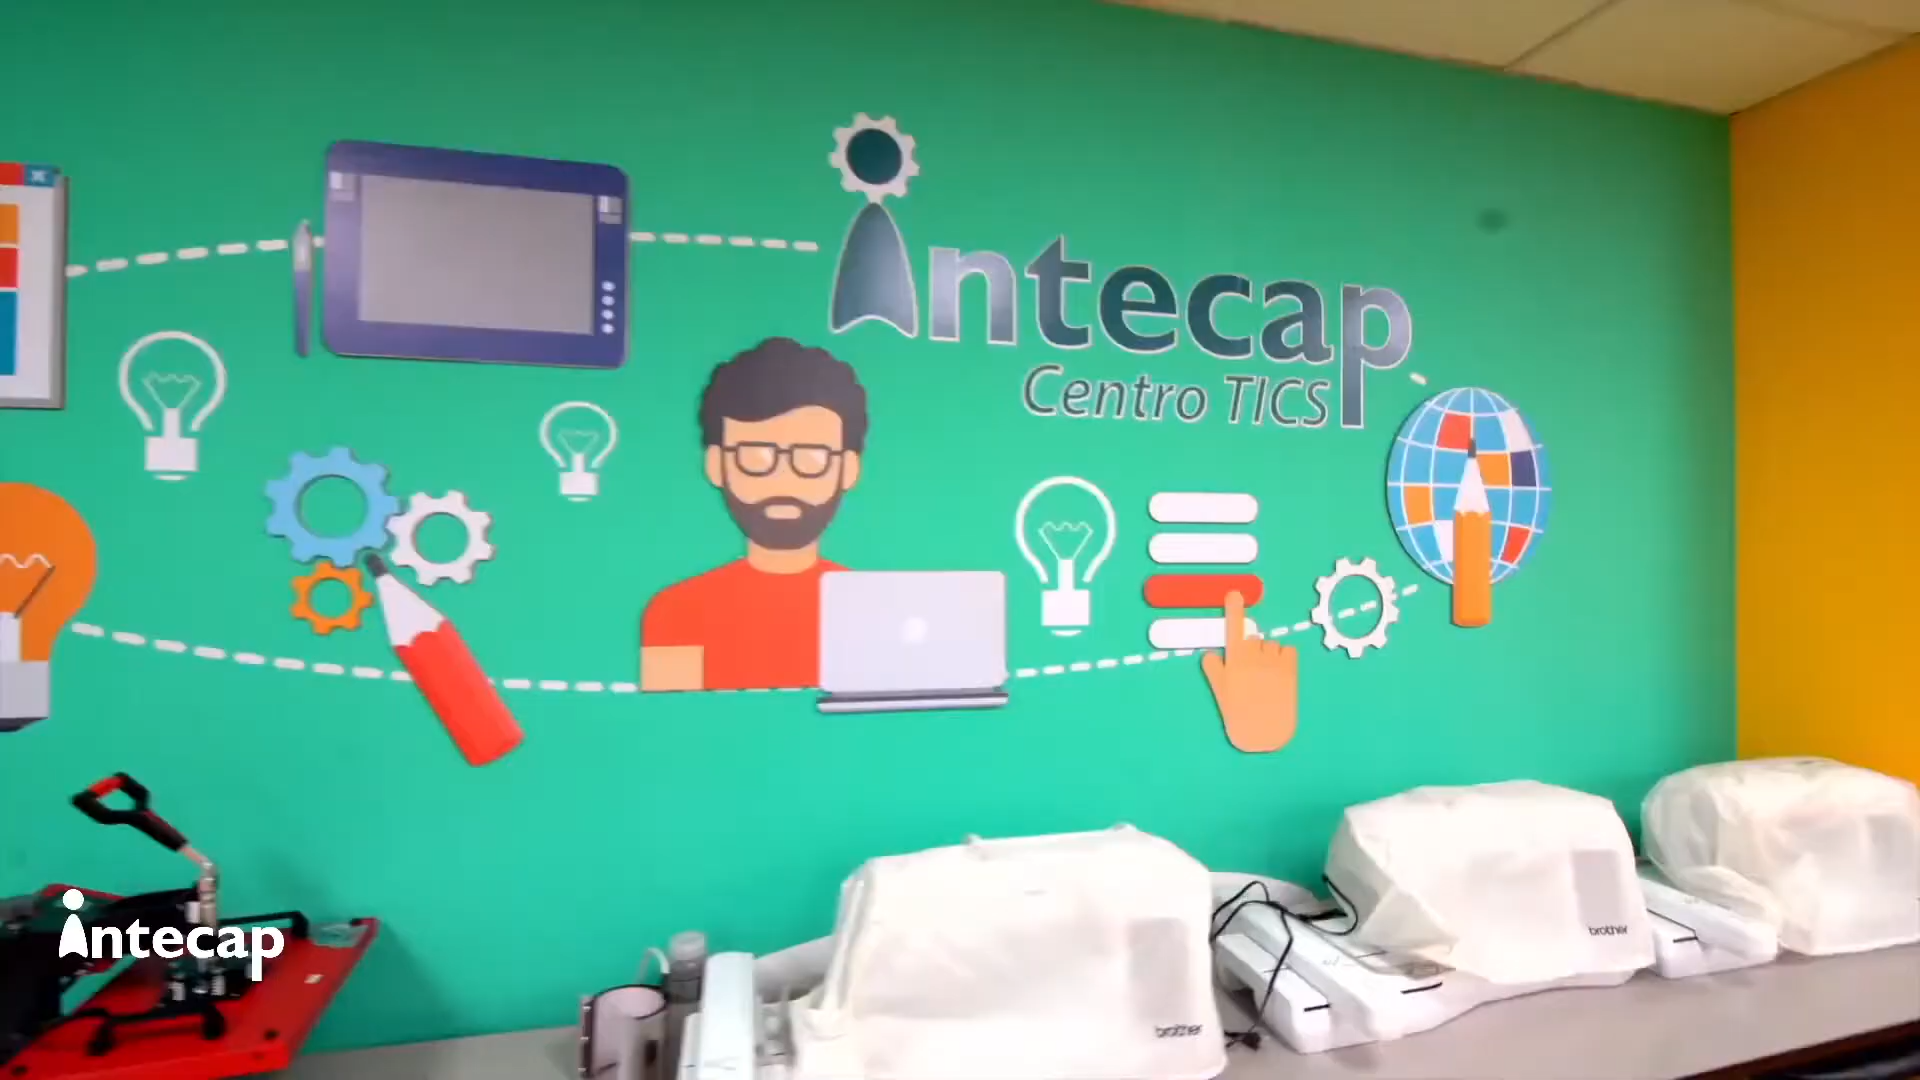 intecap
Centro TICS
brother
brother
intecap